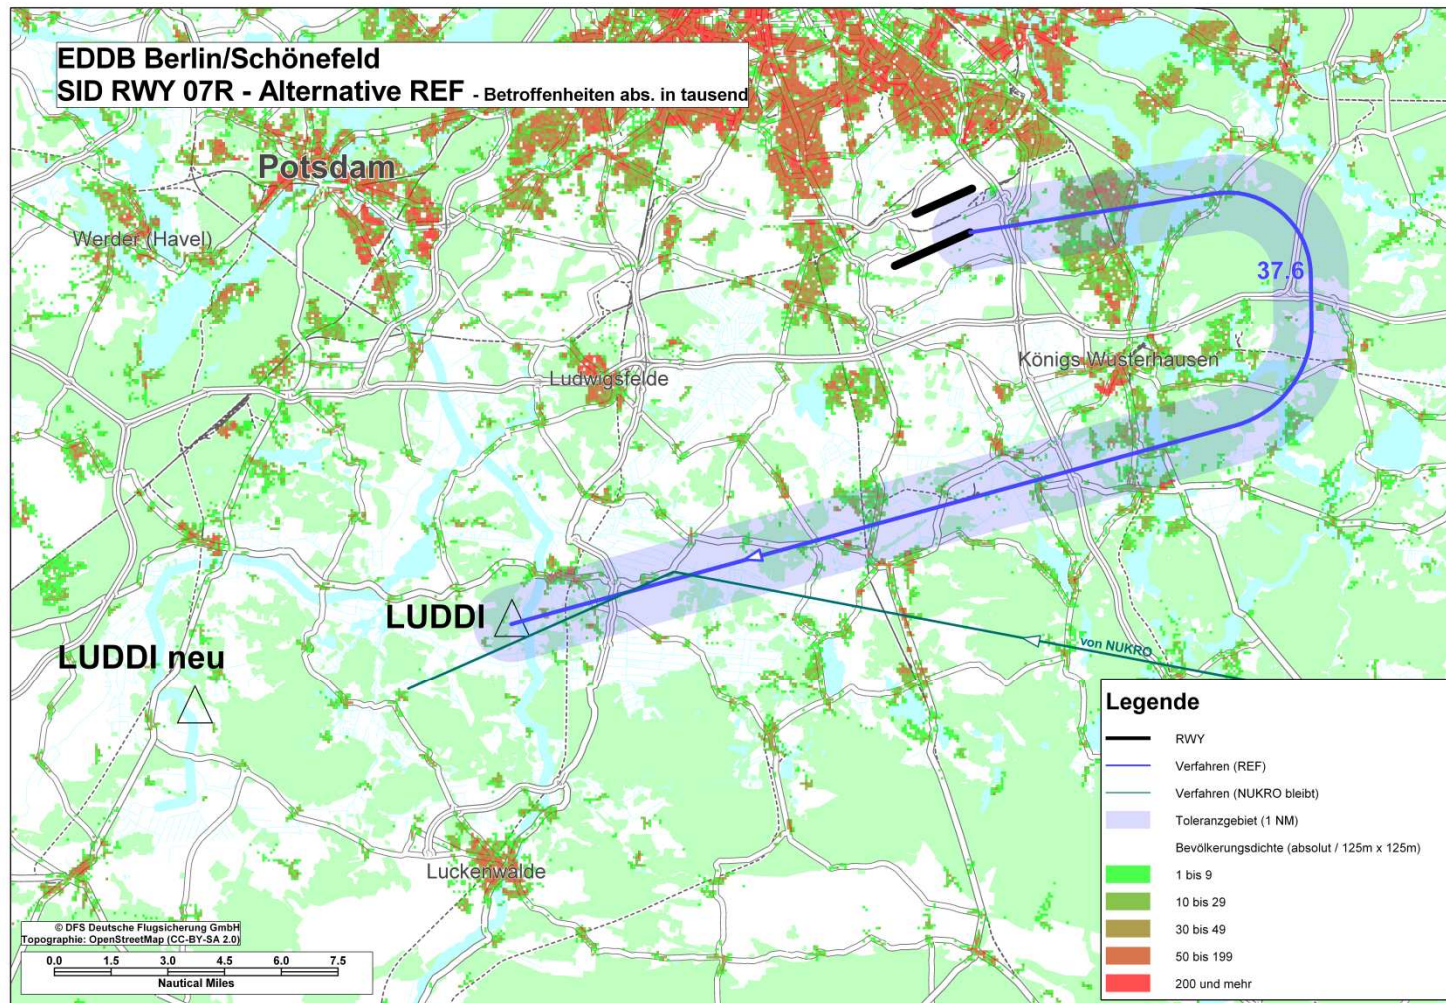 EDDB Berlin/Schönefeld
SID RWY 07R - Alternative REF - Betroffenheiten abs. in tausend
Potsdam
Werder (Havel)
37.6
Königs Wusterhausen
Ludwigsfelde
LUDDI
LUDDI neu
von NUKRO
Luckenwalde
Legende
RWY
Verfahren (REF)
Verfahren (NUKRO bleibt)
Toleranzgebiet (1 NM)
Bevölkerungsdichte (absolut / 125m x 125m)
1 bis 9
10 bis 29
30 bis 49
50 bis 199
200 und mehr
© DFS Deutsche Flugsicherung GmbH
Topographie: OpenStreetMap (CC-BY-SA 2.0)
0.0 1.5 3.0 4.5 6.0 7.5
Nautical Miles